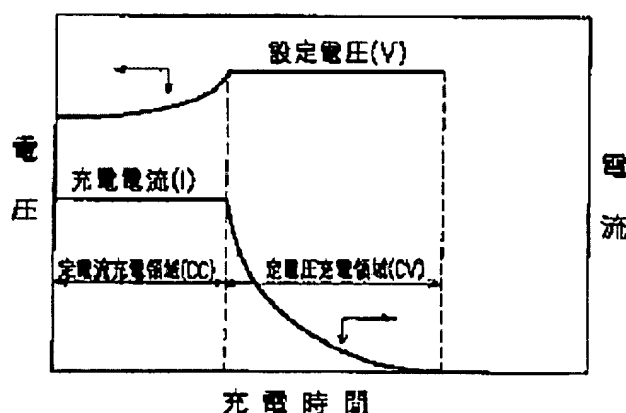 設定電圧(V)
電圧
充電電流(I)
電流
定電流充電領域(CC)
定電圧充電領域(CV)
充電時間